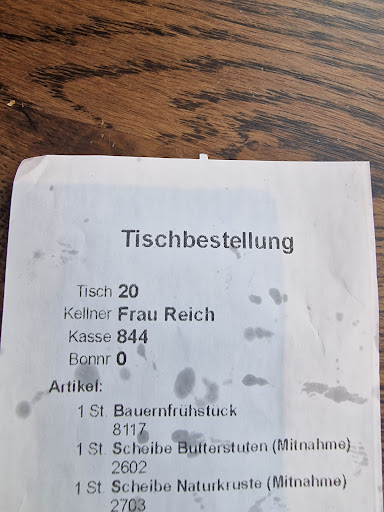 Tischbestellung
Tisch 20
Kellner Frau Reich
Kasse 844
Bonnr 0
Artikel:
1 St. Bauernfrühstück
8117
1 St. Scheibe Butterstuten (Mitnahme)
2602
1 St. Scheibe Naturkruste (Mitnahme)
2703